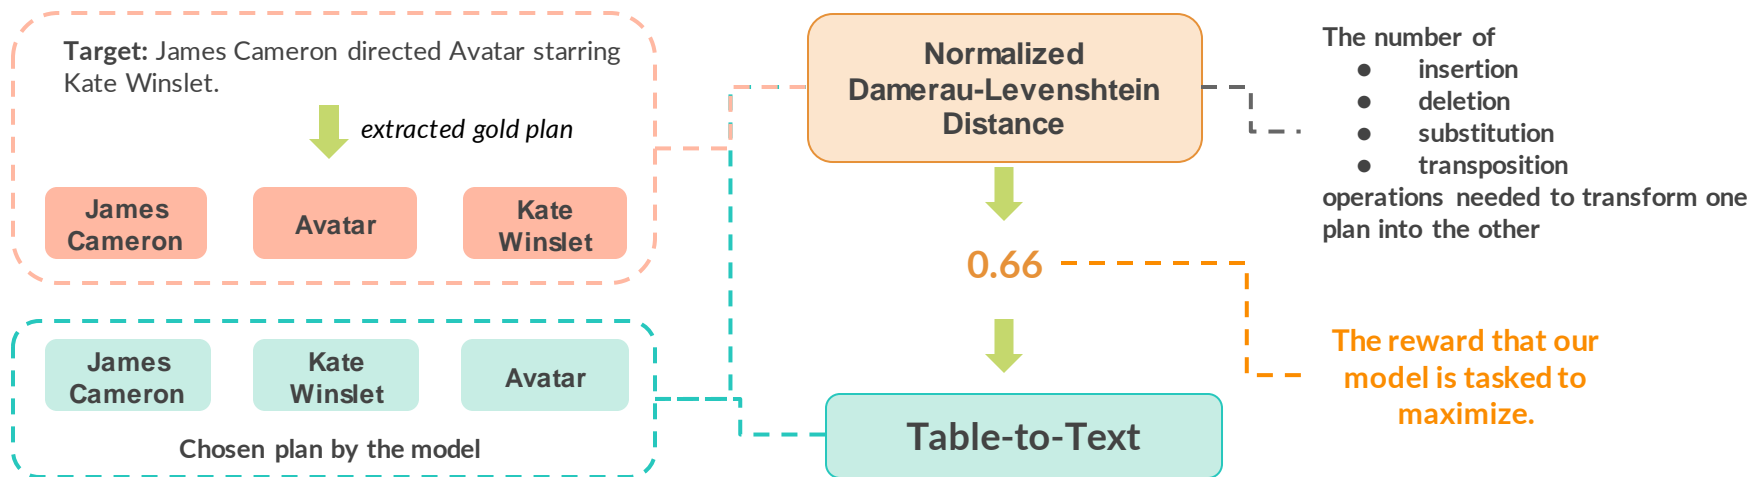 Target: James Cameron directed Avatar starring
Kate Winslet.
extracted gold plan
James
Cameron
Avatar
Kate
Winslet
James
Cameron
Kate
Winslet
Avatar
Chosen plan by the model
Normalized
Damerau-Levenshtein
Distance
0.66
Table-to-Text
The number of
● insertion
● deletion
● substitution
● transposition
operations needed to transform one
plan into the other
The reward that our
model is tasked to
maximize.